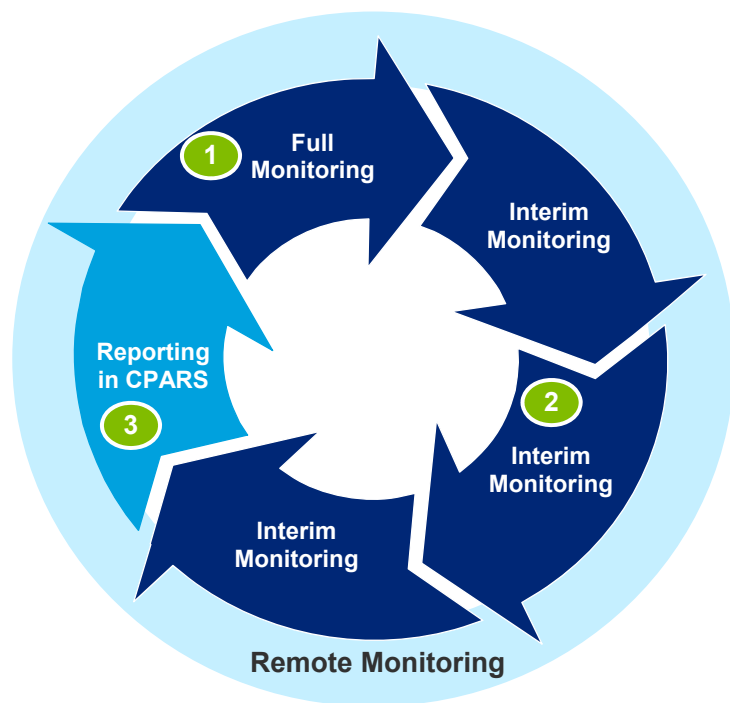 1
Full
Monitoring
Interim
Monitoring
2
Interim
Monitoring
Interim
Monitoring
Reporting
in CPARS
3
Remote Monitoring